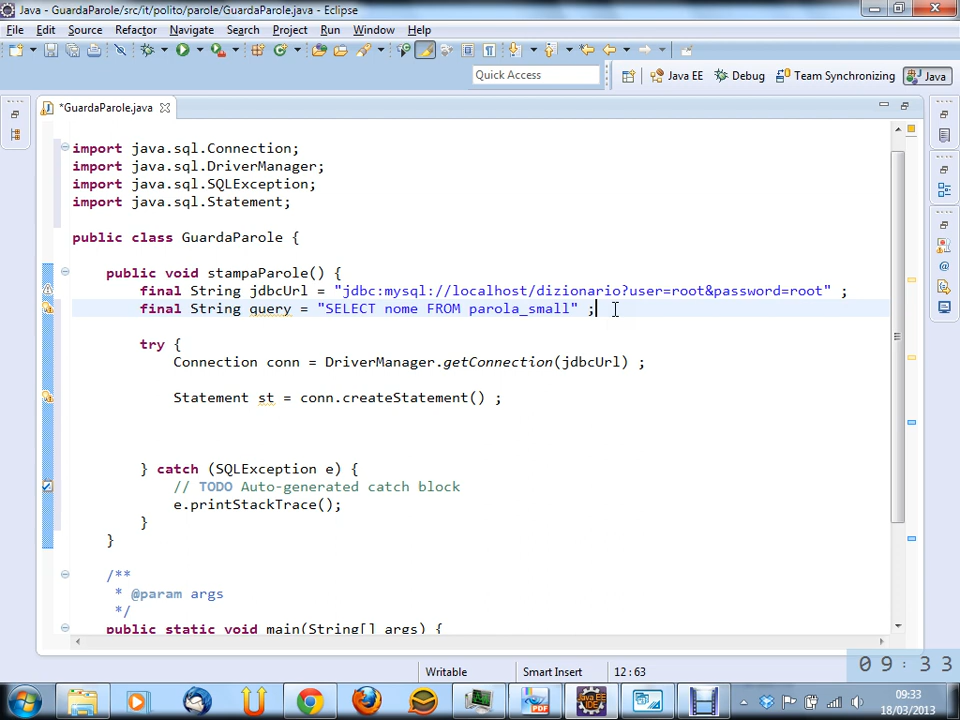 Java - GuardaParole/src/it/polito/parole/GuardaParole.java - Eclipse
File Edit Source Refactor Navigate Search Project Run Window Help
Quick Access Java EE Debug Team Synchronizing Java
*GuardaParole.java
import java.sql.Connection;
import java.sql.DriverManager;
import java.sql.SQLException;
import java.sql.Statement;
public class GuardaParole {
public void stampaParole() {
final String jdbcUrl = "jdbc:mysql://localhost/dizionario?user=root&password=root" ;
final String query = "SELECT nome FROM parola_small" ;
try {
Connection conn = DriverManager.getConnection(jdbcUrl) ;
Statement st = conn.createStatement() ;
} catch (SQLException e) {
// TODO Auto-generated catch block
e.printStackTrace();
}
}
/**
* @param args
*/
public static void main(String[] args) {
Writable Smart Insert 12 : 63
09:33
09:33
18/03/2013